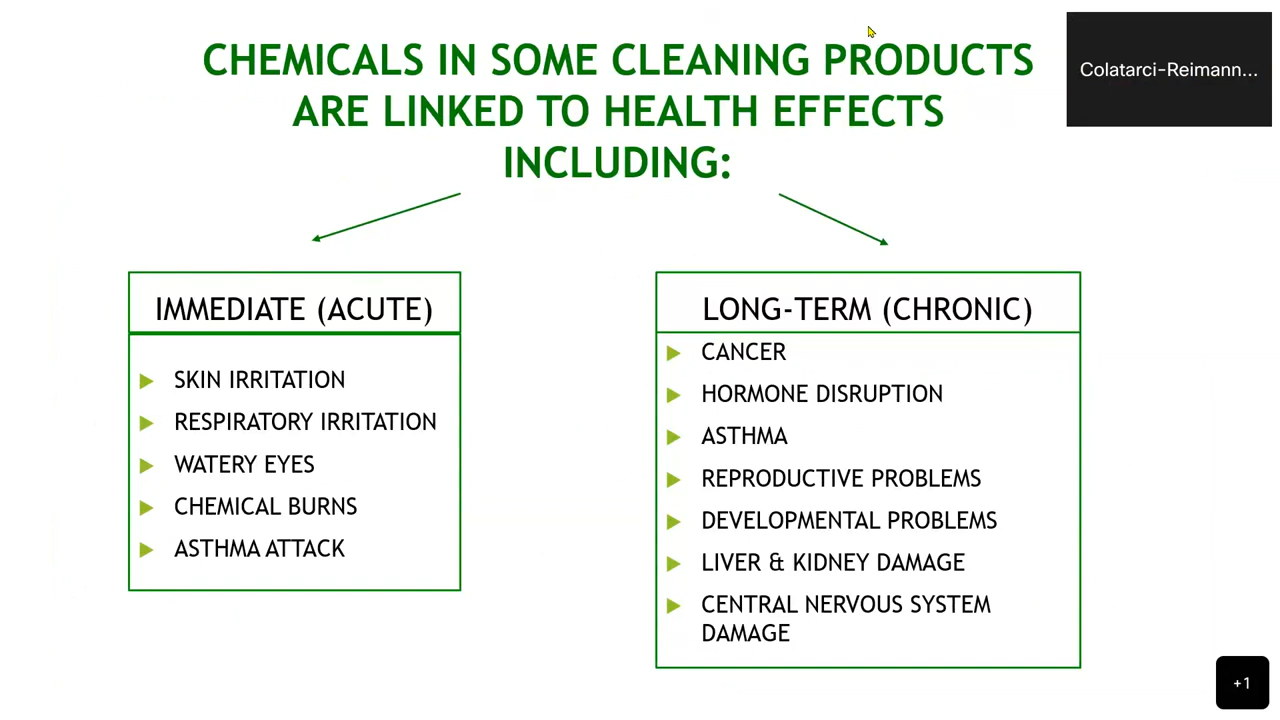 CHEMICALS IN SOME CLEANING PRODUCTS
ARE LINKED TO HEALTH EFFECTS
INCLUDING:
Colatarci-Reimann...
IMMEDIATE (ACUTE)
SKIN IRRITATION
RESPIRATORY IRRITATION
WATERY EYES
CHEMICAL BURNS
ASTHMA ATTACK
LONG-TERM (CHRONIC)
CANCER
HORMONE DISRUPTION
ASTHMA
REPRODUCTIVE PROBLEMS
DEVELOPMENTAL PROBLEMS
LIVER & KIDNEY DAMAGE
CENTRAL NERVOUS SYSTEM
DAMAGE
+1